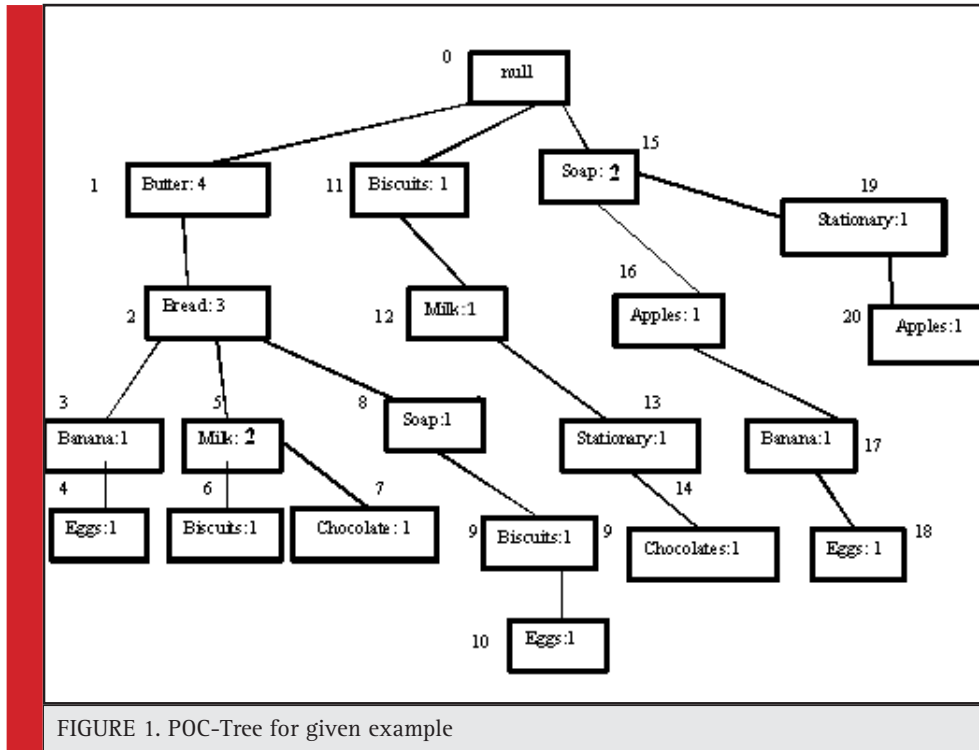 0
null
15
1
Butter: 4
11
Biscuits: 1
Soap: 2
19
Stationary:1
16
2
Bread: 3
12
Milk:1
Apples: 1
20
Apples:1
3
5
8
Soap:1
13
Banana:1
Milk: 2
Stationary:1
Banana:1
17
4
6
7
14
Eggs:1
Biscuits:1
Chocolate: 1
9
Biscuits:1
9
Chocolates:1
Eggs: 1
18
10
Eggs:1
FIGURE 1. POC-Tree for given example